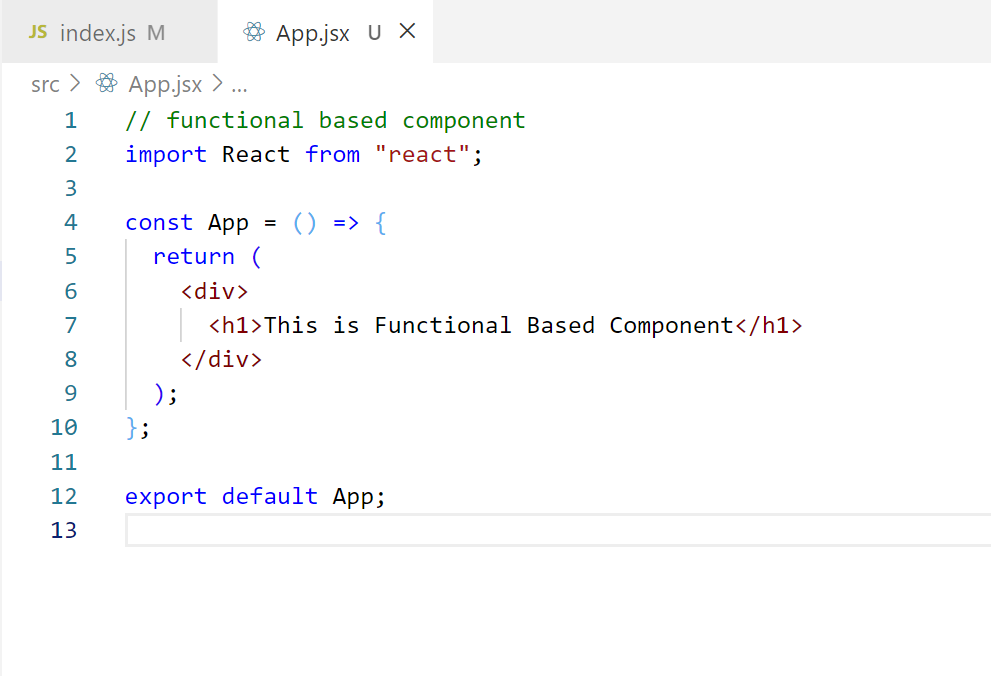 JS index.js M App.jsx U
src > App.jsx > ...
1 // functional based component
2 import React from "react";
3
4 const App = () => {
5   return (
6     <div>
7       <h1>This is Functional Based Component</h1>
8     </div>
9   );
10 };
11
12 export default App;
13